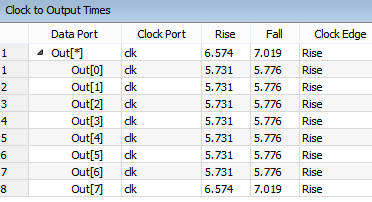 Clock to Output Times
Data Port Clock Port Rise Fall Clock Edge
1 Out[*] clk 6.574 7.019 Rise
1 Out[0] clk 5.731 5.776 Rise
2 Out[1] clk 5.731 5.776 Rise
3 Out[2] clk 5.731 5.776 Rise
4 Out[3] clk 5.731 5.776 Rise
5 Out[4] clk 5.731 5.776 Rise
6 Out[5] clk 5.731 5.776 Rise
7 Out[6] clk 5.731 5.776 Rise
8 Out[7] clk 6.574 7.019 Rise